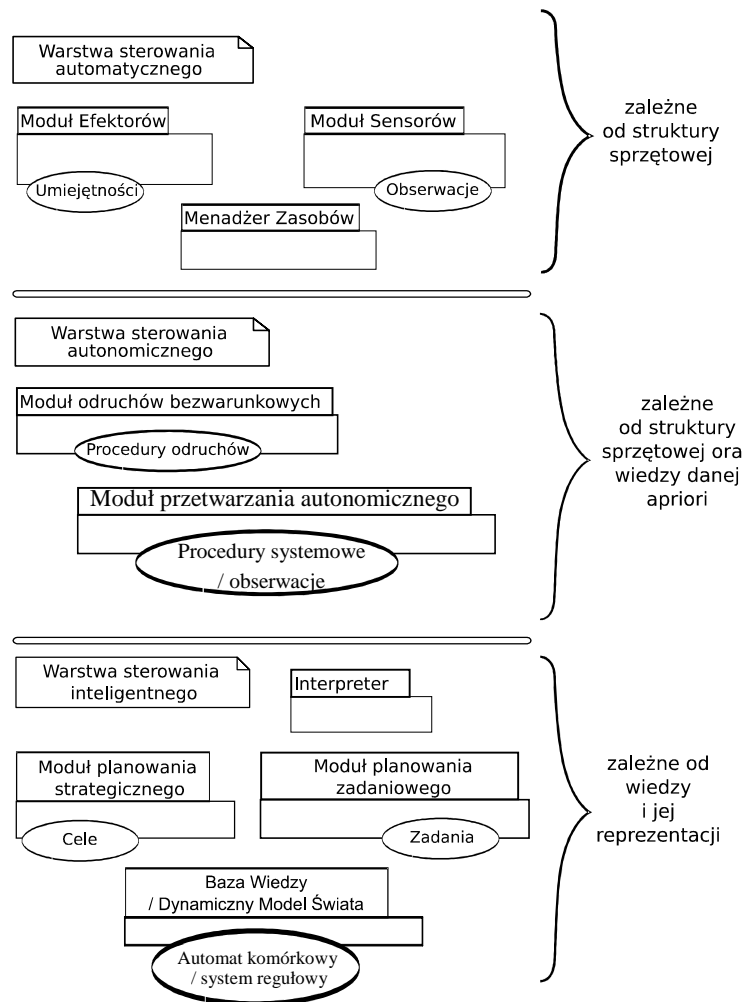 Warstwa sterowania
automatycznego
Moduł Efektorów
Umiejętności
Moduł Sensorów
Obserwacje
Menadżer Zasobów
zależne
od struktury
sprzętowej
Warstwa sterowania
autonomicznego
Moduł odruchów bezwarunkowych
Procedury odruchów
Moduł przetwarzania autonomicznego
Procedury systemowe
/ obserwacje
zależne
od struktury
sprzętowej ora
wiedzy danej
apriori
Warstwa sterowania
inteligentnego
Interpreter
Moduł planowania
strategicznego
Cele
Moduł planowania
zadaniowego
Zadania
Baza Wiedzy
/ Dynamiczny Model Świata
Automat komórkowy
/ system regułowy
zależne od
wiedzy
i jej
reprezentacji